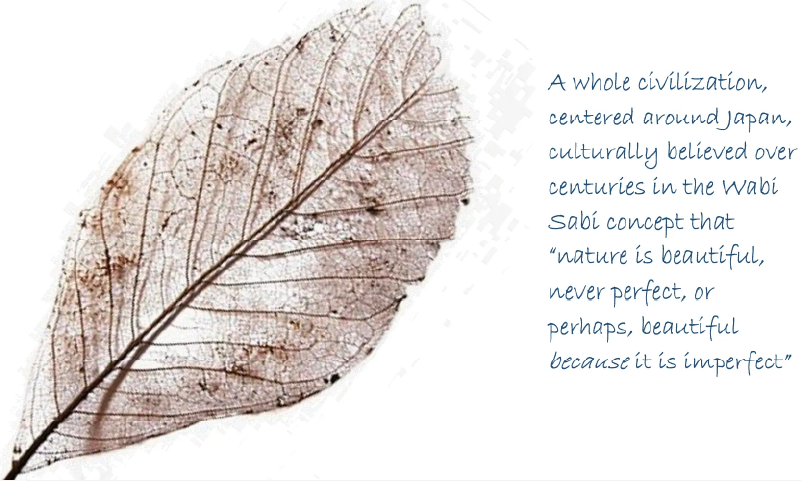 A whole civilization,
centered around Japan,
culturally believed over
centuries in the Wabi
Sabi concept that
“nature is beautiful,
never perfect, or
perhaps, beautiful
because it is imperfect”